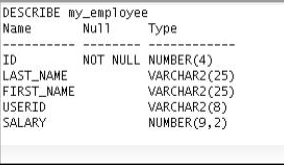 DESCRIBE my_employee
Name Null Type
---------- -------- ------------
ID NOT NULL NUMBER(4)
LAST_NAME VARCHAR2(25)
FIRST_NAME VARCHAR2(25)
USERID VARCHAR2(8)
SALARY NUMBER(9,2)